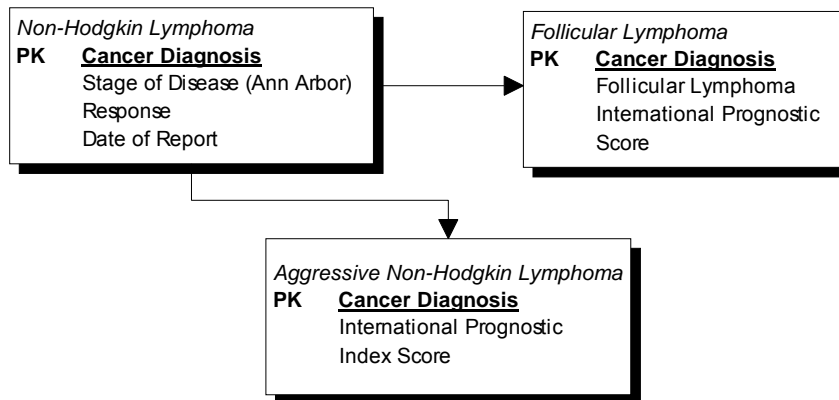 Non-Hodgkin Lymphoma
PK Cancer Diagnosis
Stage of Disease (Ann Arbor)
Response
Date of Report
Follicular Lymphoma
PK Cancer Diagnosis
Follicular Lymphoma
International Prognostic
Score
Aggressive Non-Hodgkin Lymphoma
PK Cancer Diagnosis
International Prognostic
Index Score